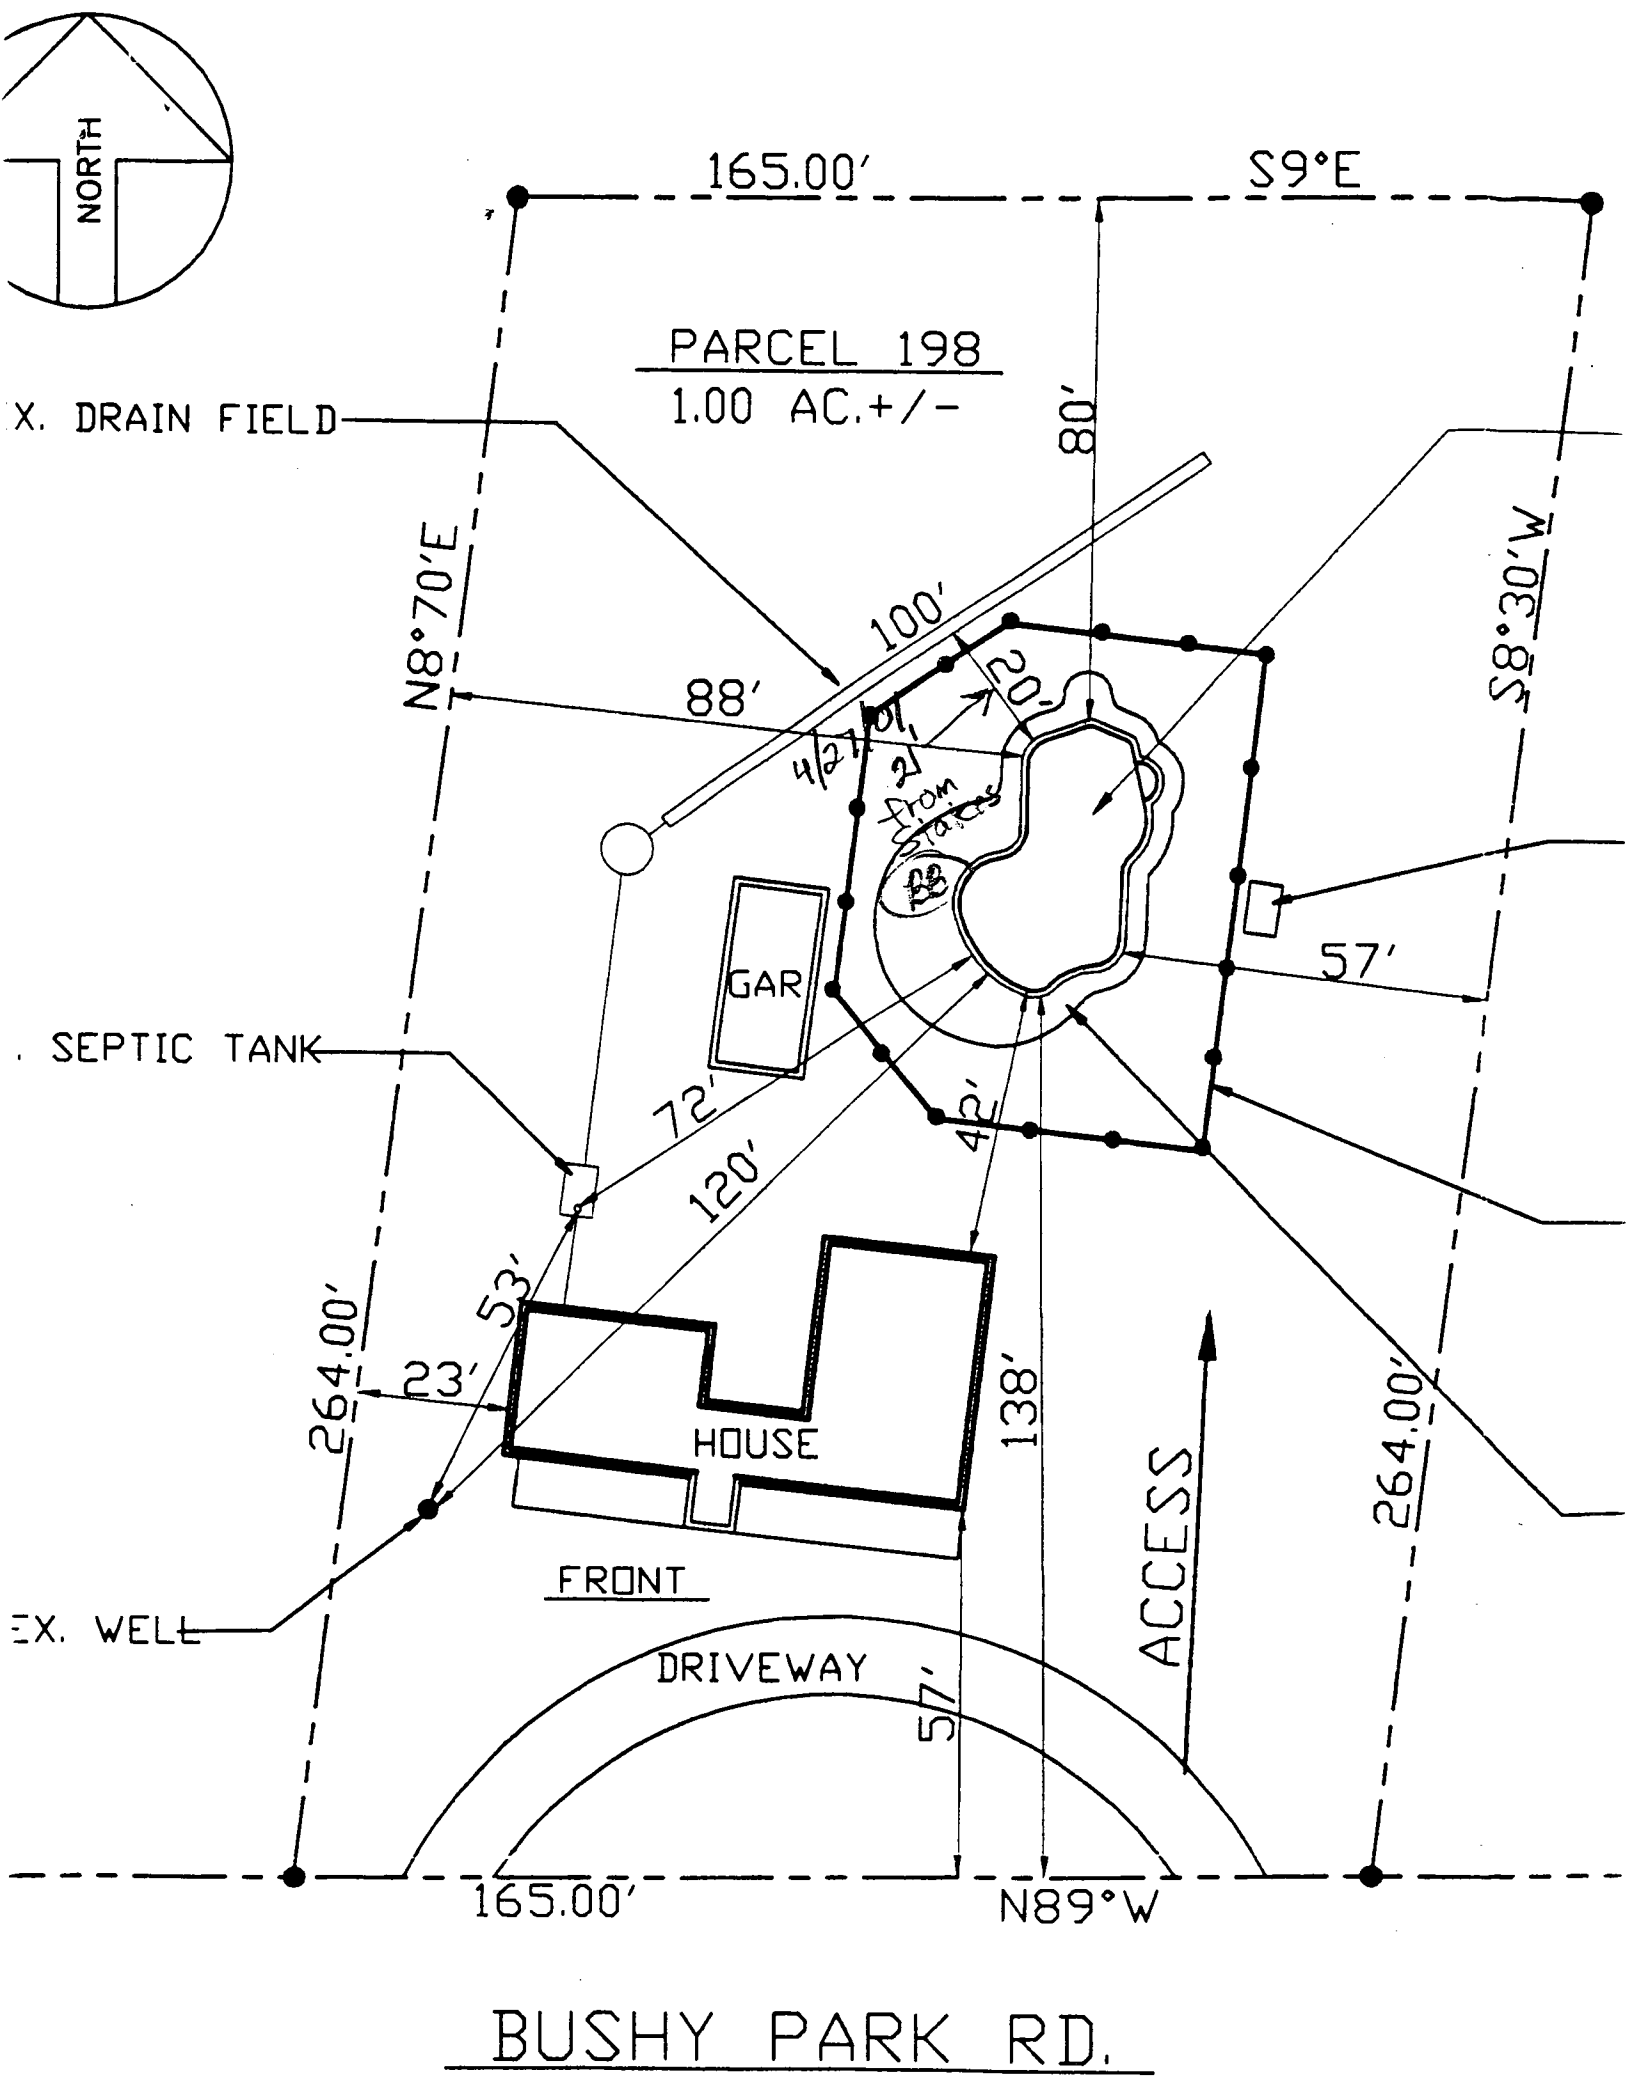 NORTH
165.00'
S9°E
PARCEL 198
1.00 AC.+/-
X. DRAIN FIELD
80'
N8°70'E
S8°30'W
100'
20'
88'
4/27/01
21'
from
Stakes
BB
GAR
57'
SEPTIC TANK
72'
42'
120'
53'
264.00'
23'
138'
264.00'
HOUSE
ACCESS
FRONT
EX. WELL
DRIVEWAY
57'
165.00'
N89°W
BUSHY PARK RD.